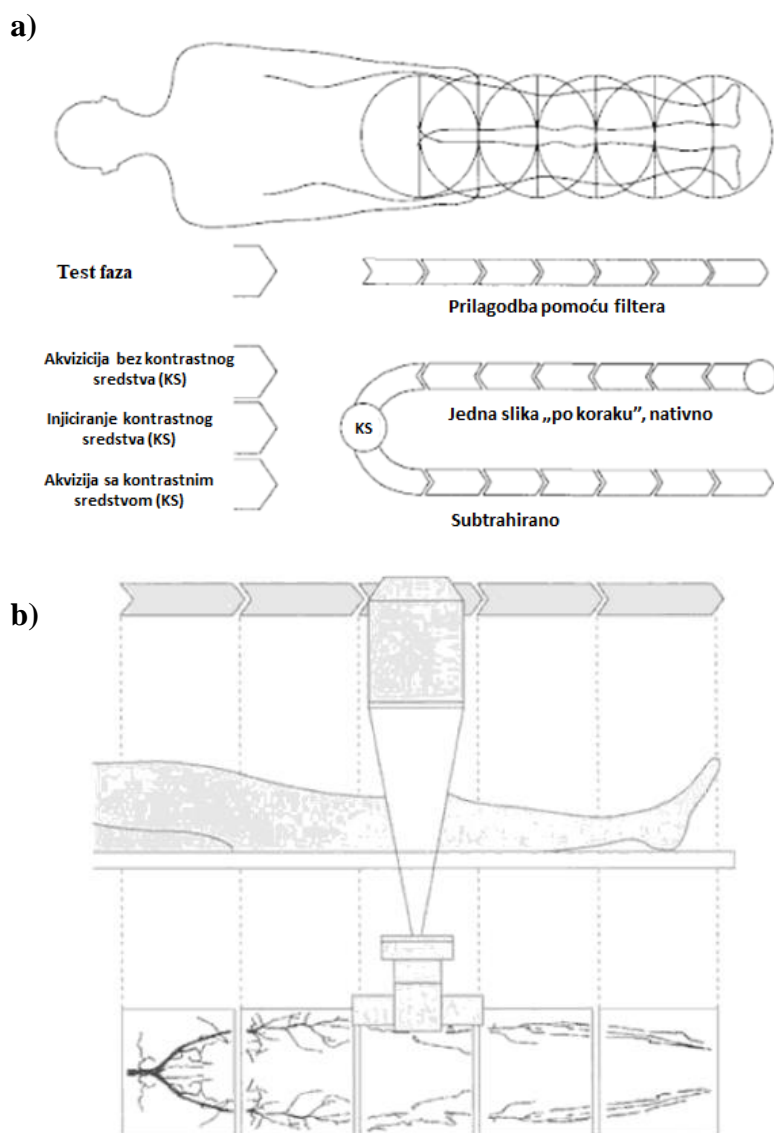 a)
Test faza
Prilagodba pomoću filtera
Akvizicija bez kontrastnog
sredstva (KS)
Jedna slika „po koraku”, nativno
Injiciranje kontrastnog
sredstva (KS)
KS
Akvizija sa kontrastnim
sredstvom (KS)
Subtrahirano
b)